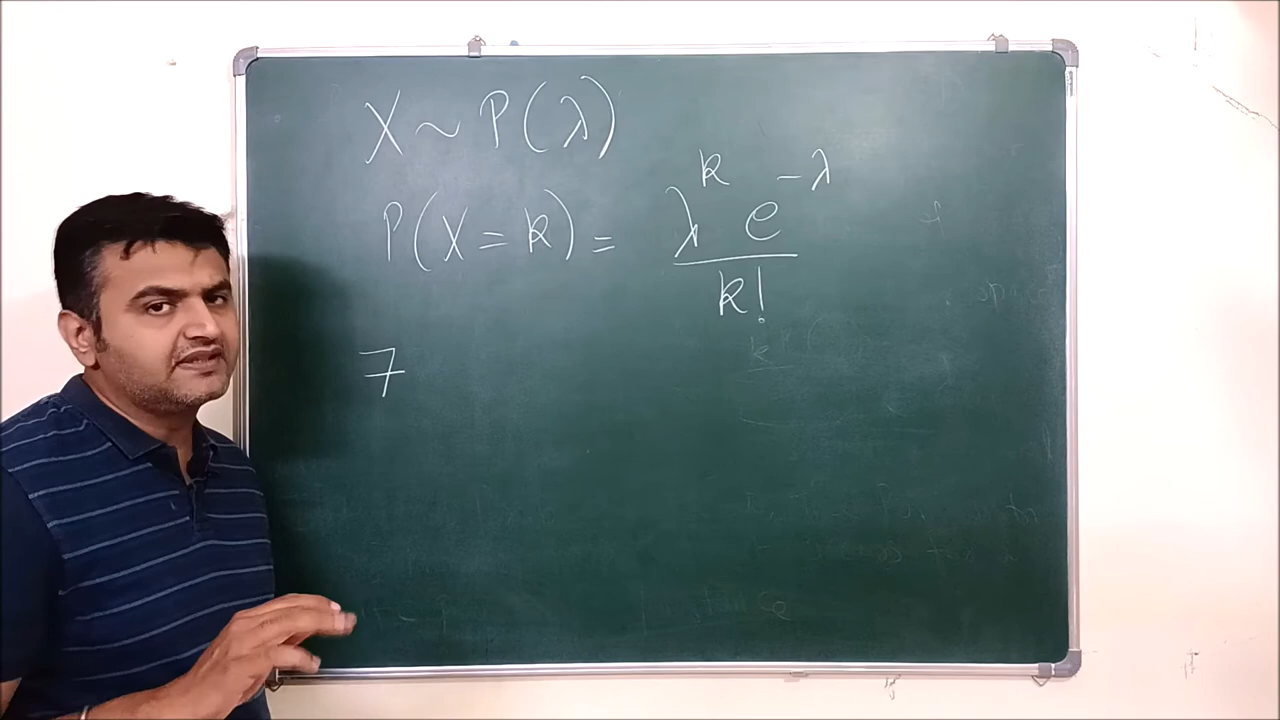 X ~ P(λ)
P(X = k) = λ^k e^-λ / k!
7